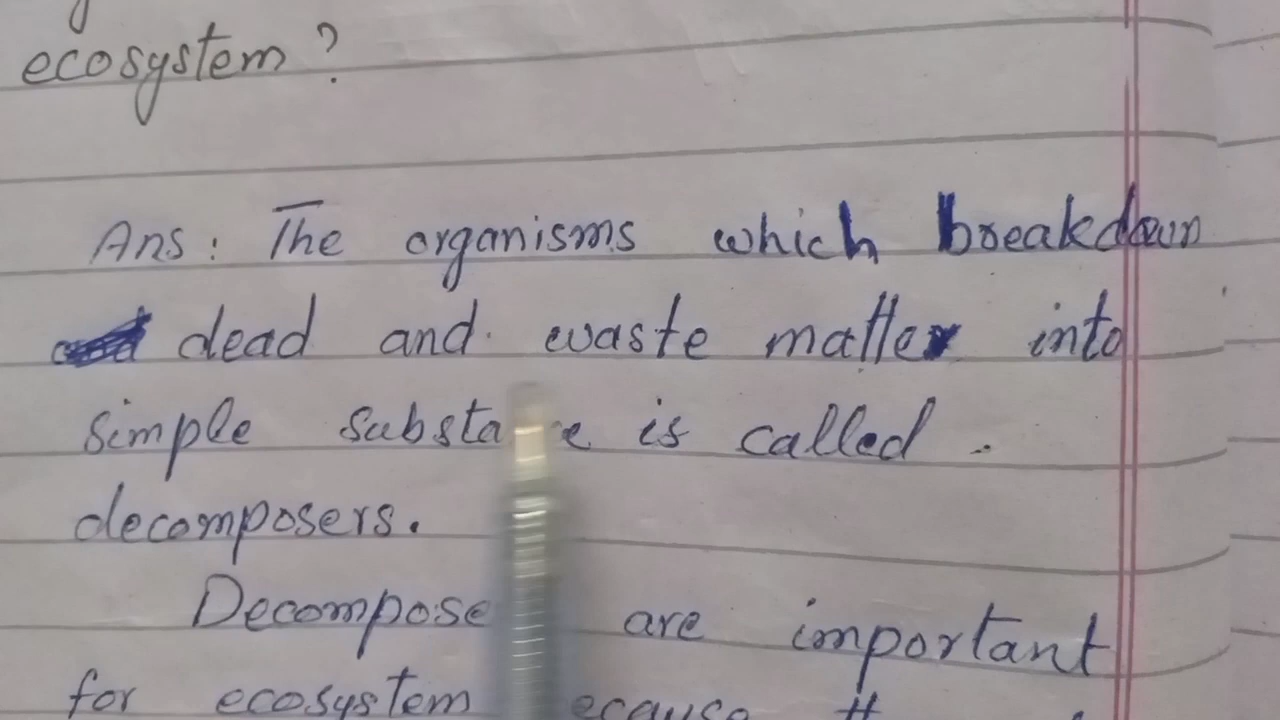 ecosystem?
Ans: The organisms which breakdown
dead and waste matter into
simple is called.
decomposers.
are important
for ecosystem